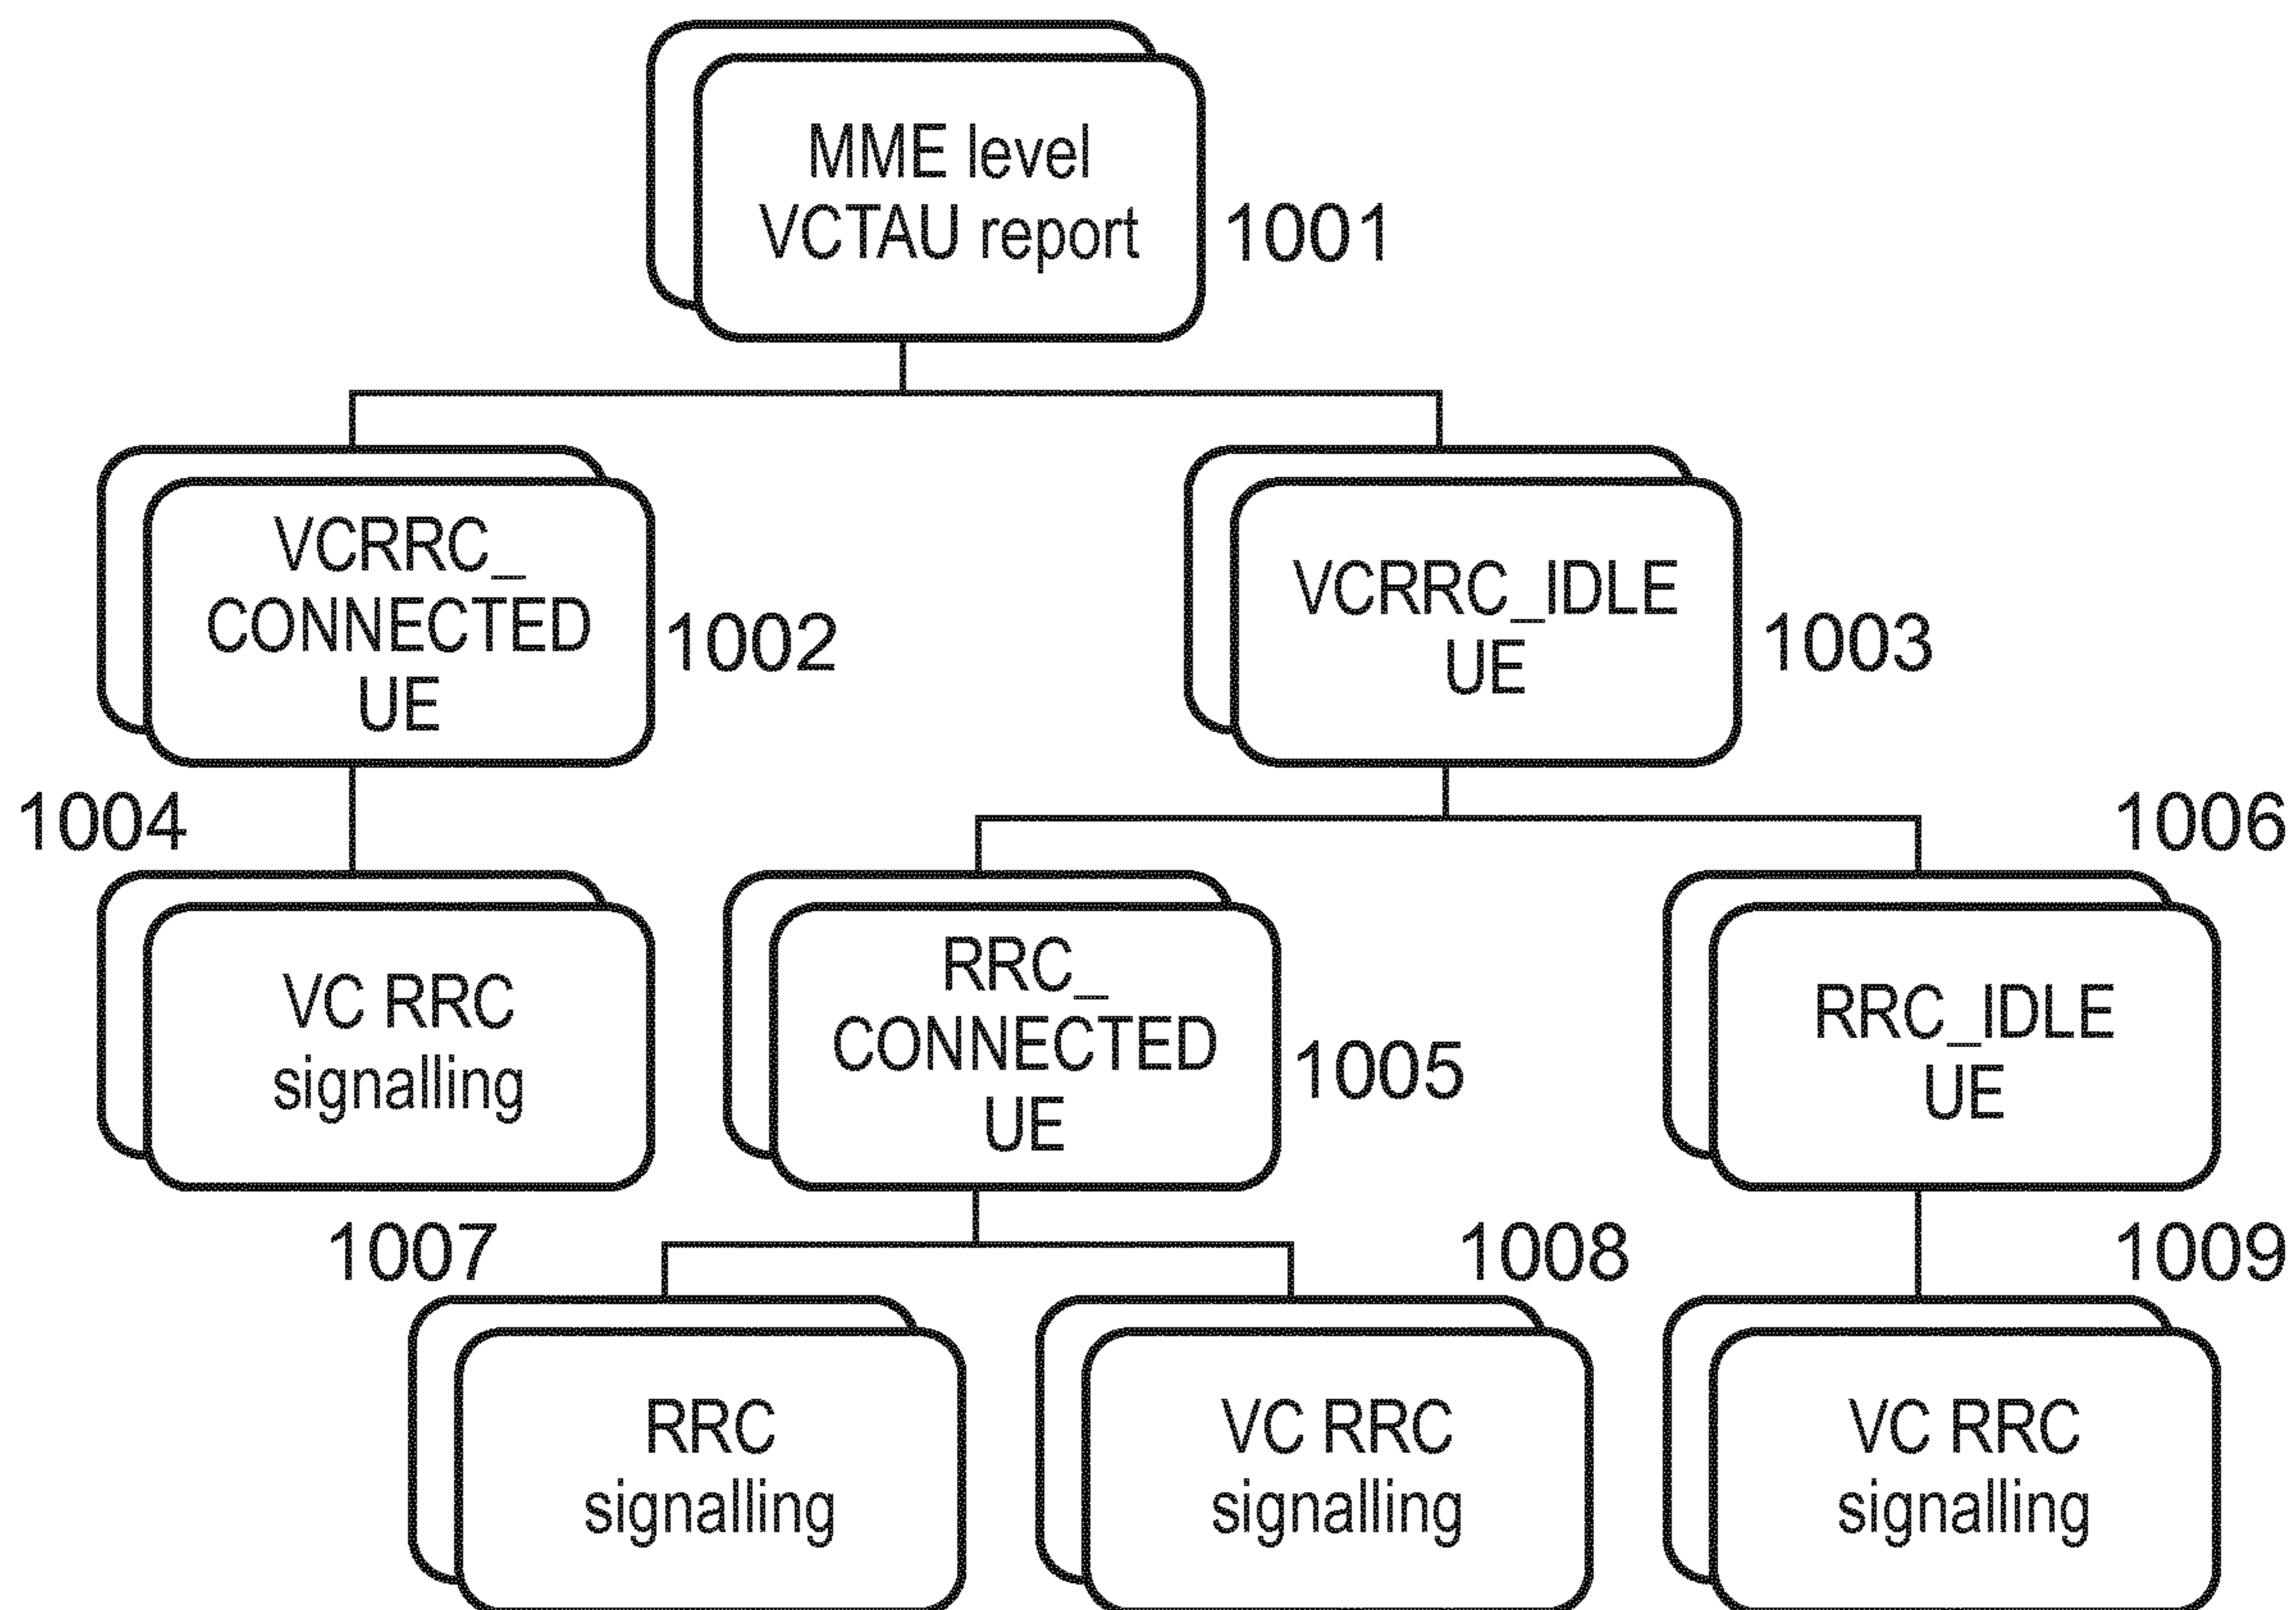 MME level
VCTAU report
1001
VCRRC_
CONNECTED
UE
1002
VCRRC_IDLE
UE
1003
1004
VC RRC
signalling
RRC_
CONNECTED
UE
1005
1006
RRC_IDLE
UE
1007
RRC
signalling
1008
VC RRC
signalling
1009
VC RRC
signalling